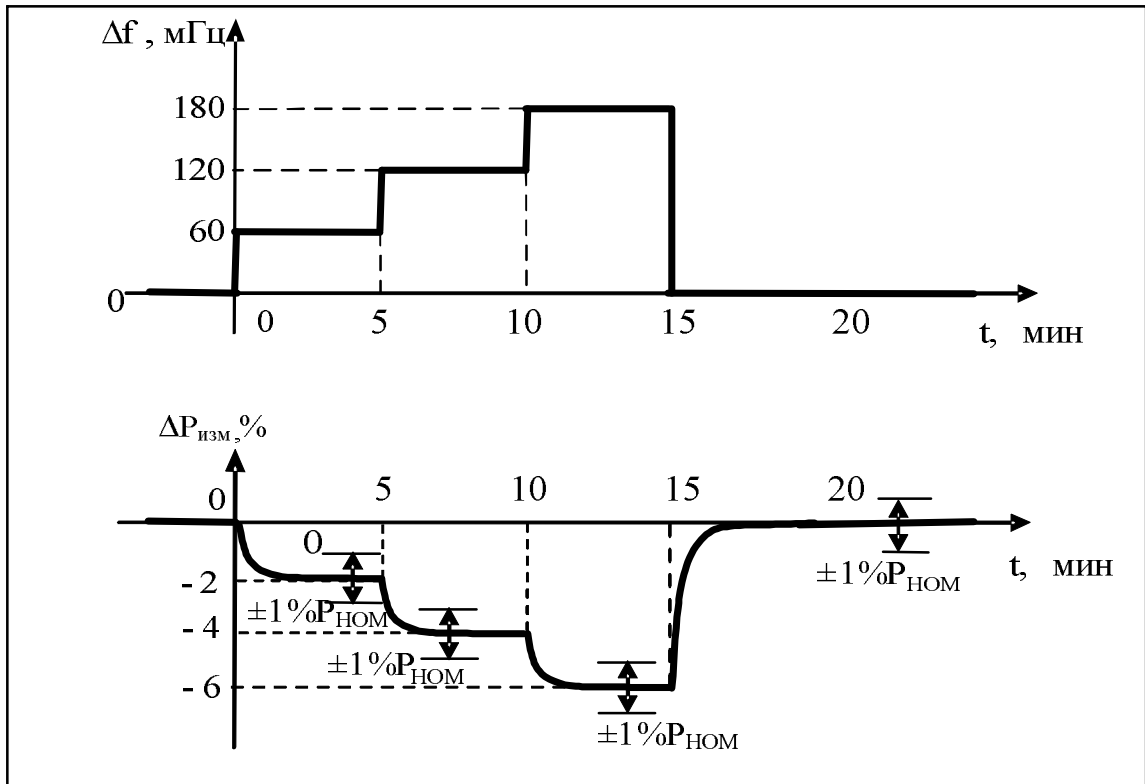 Δf , мГц
180
120
60
0
0 5 10 15 20
t, мин
ΔPизм,%
0 5 10 15 20
0
- 2
±1%PНОМ
±1%PНОМ
t, мин
- 4
±1%PНОМ
- 6
±1%PНОМ